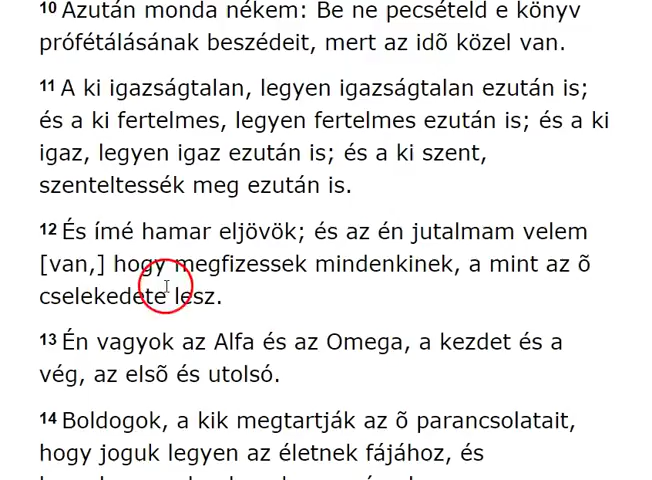 10 Azután monda nékem: Be ne pecsételd e könyv
prófétálásának beszédeit, mert az idõ közel van.
11 A ki igazságtalan, legyen igazságtalan ezután is;
és a ki fertelmes, legyen fertelmes ezután is; és a ki
igaz, legyen igaz ezután is; és a ki szent,
szenteltessék meg ezután is.
12 És ímé hamar eljövök; és az én jutalmam velem
[van,] hogy megfizessek mindenkinek, a mint az õ
cselekedete lesz.
13 Én vagyok az Alfa és az Omega, a kezdet és a
vég, az elsõ és utolsó.
14 Boldogok, a kik megtartják az õ parancsolatait,
hogy joguk legyen az életnek fájához, és